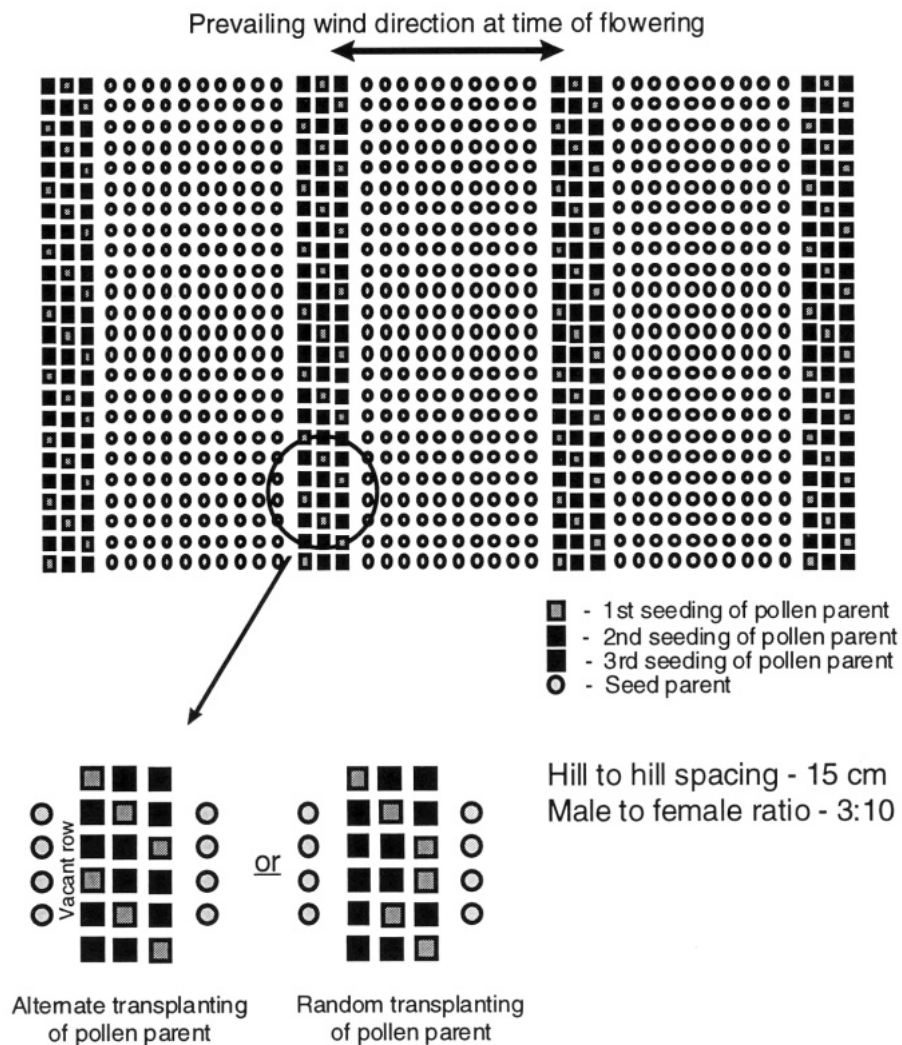 Prevailing wind direction at time of flowering
- 1st seeding of pollen parent
- 2nd seeding of pollen parent
- 3rd seeding of pollen parent
- Seed parent
Hill to hill spacing - 15 cm
Male to female ratio - 3:10
Vacant row
or
Alternate transplanting
of pollen parent
Random transplanting
of pollen parent